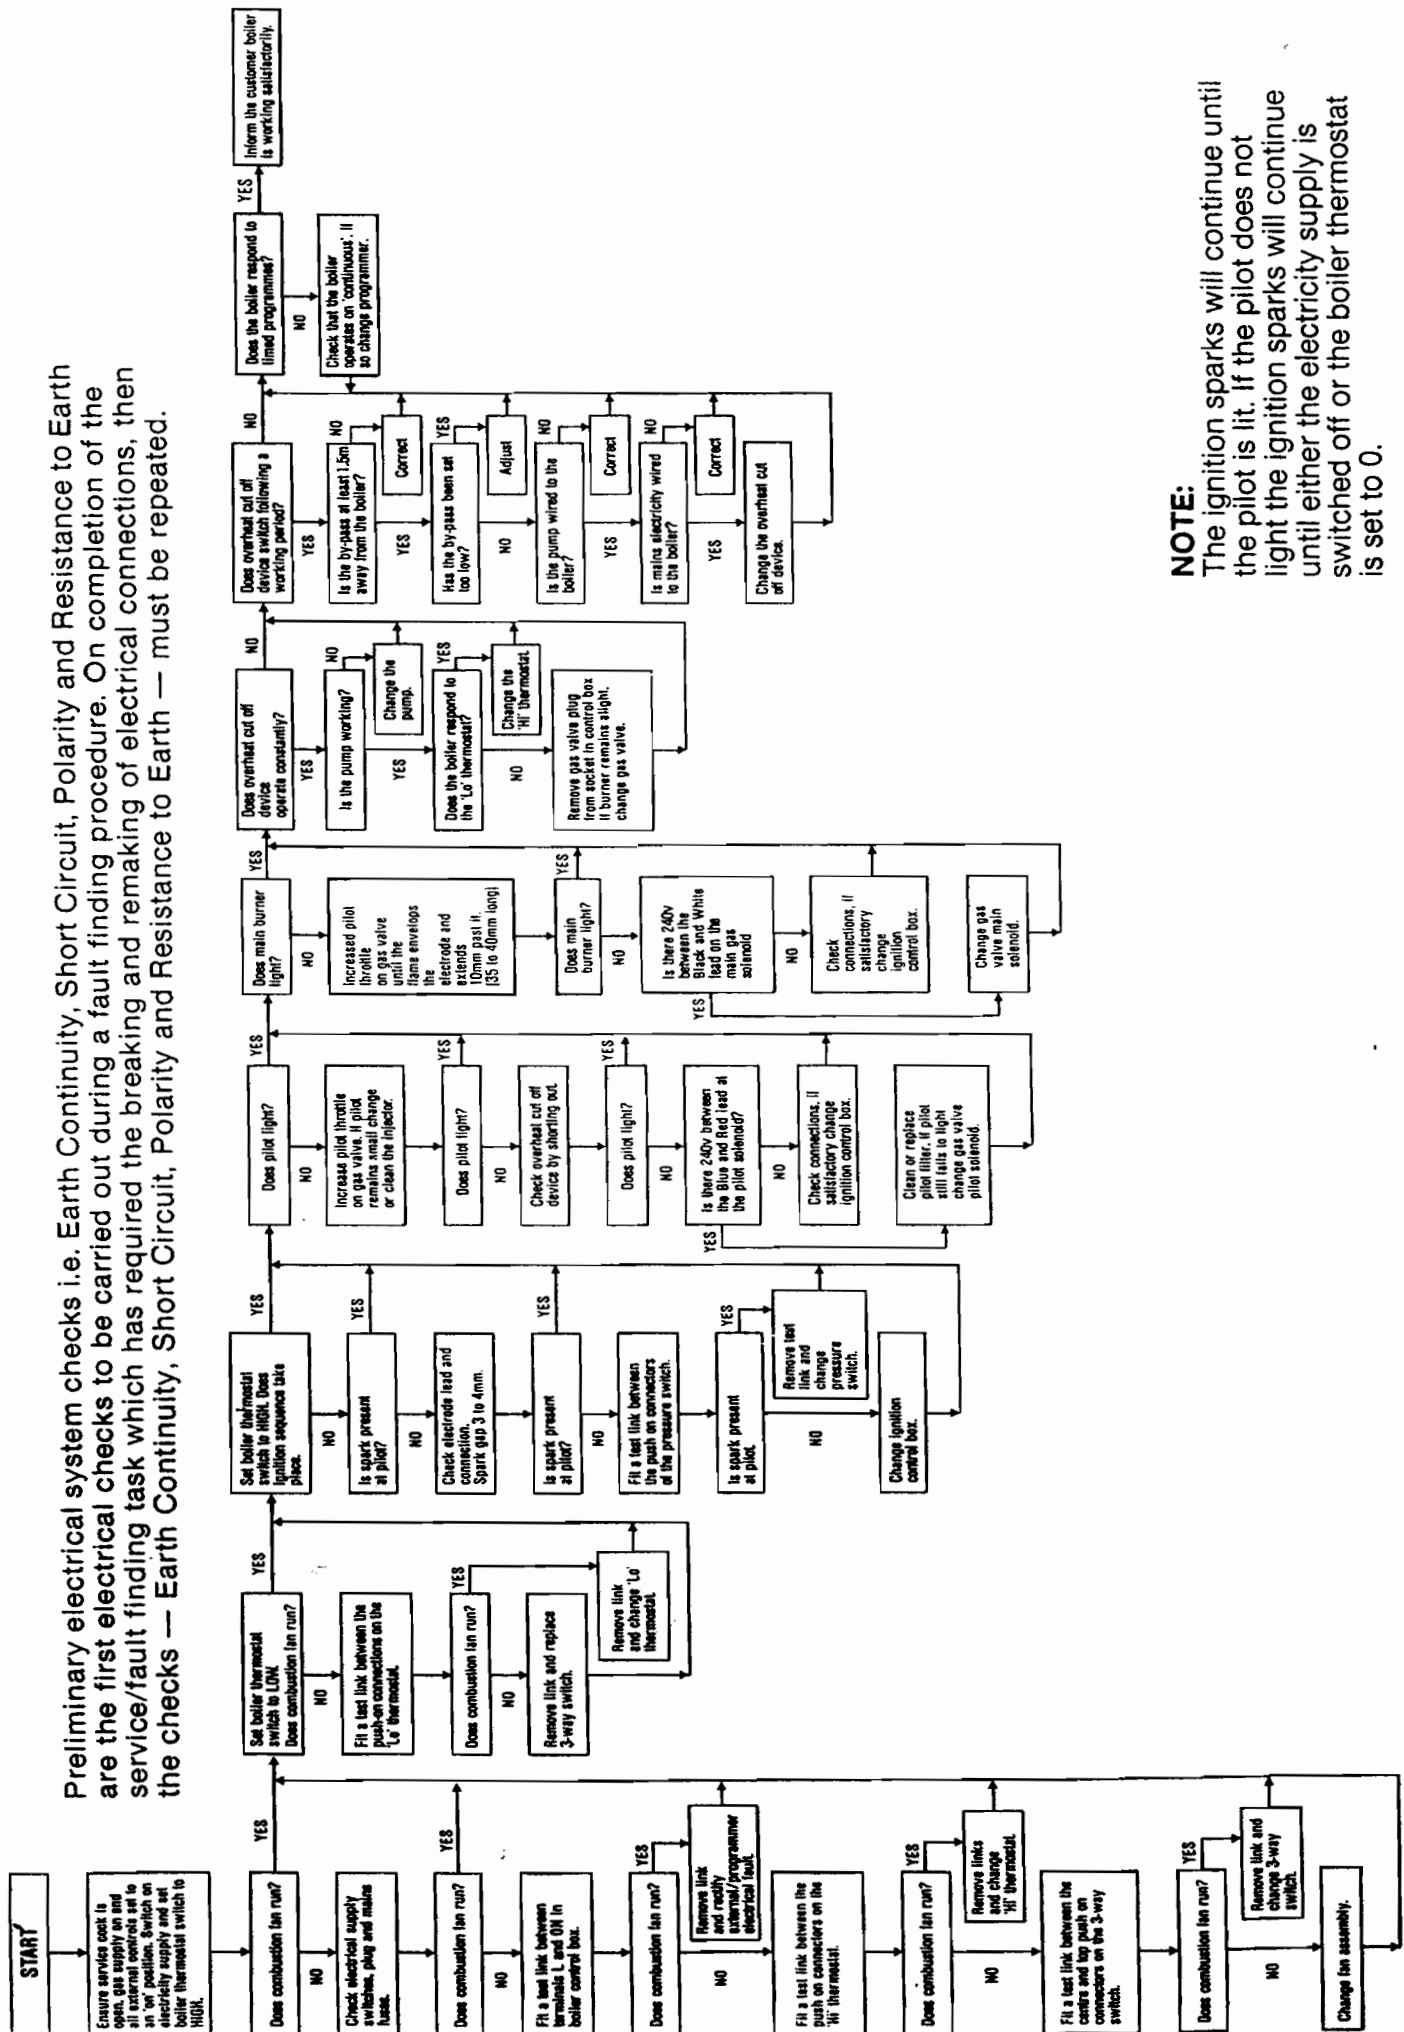 Preliminary electrical system checks i.e. Earth Continuity, Short Circuit, Polarity and Resistance to Earth
are the first electrical checks to be carried out during a fault finding procedure. On completion of the
service/fault finding task which has required the breaking and remaking of electrical connections, then
the checks — Earth Continuity, Short Circuit, Polarity and Resistance to Earth — must be repeated.
START
Ensure service cock is
open, gas supply on and
all external controls set to
an 'on' position. Switch on
electricity supply and set
boiler thermostat switch to
HIGH.
Does combustion fan run?
YES
NO
Check electrical supply
switches, plug and mains
fuses.
Does combustion fan run?
YES
NO
Fit a test link between
terminals L and ON in
boiler control box.
Does combustion fan run?
YES
Remove link
and rectify
external/programmer
electrical fault.
NO
Fit a test link between the
push on connectors on the
'Hi' thermostat.
Does combustion fan run?
YES
Remove links
and change
'Hi' thermostat.
NO
Fit a test link between the
centre and top push on
connectors on the 3-way
switch.
Does combustion fan run?
YES
Remove link and
change 3-way
switch.
NO
Change fan assembly.
Set boiler thermostat
switch to LOW.
Does combustion fan run?
YES
NO
Fit a test link between the
push-on connections on the
'Lo' thermostat.
Does combustion fan run?
YES
Remove link
and change 'Lo'
thermostat.
NO
Remove link and replace
3-way switch.
Set boiler thermostat
switch to HIGH. Does
Ignition sequence take
place.
YES
NO
Is spark present
at pilot?
YES
NO
Check electrode lead and
connection.
Spark gap 3 to 4mm.
Is spark present
at pilot?
YES
NO
Fit a test link between
the push on connectors
of the pressure switch.
Is spark present
at pilot.
YES
Remove test
link and
change
pressure
switch.
NO
Change ignition
control box.
Does pilot light?
YES
NO
Increase pilot throttle
on gas valve. If pilot
remains small change
or clean the injector.
Does pilot light?
YES
NO
Check overheat cut off
device by shorting out.
Does pilot light?
YES
NO
Is there 240v between
the Blue and Red lead at
the pilot solenoid?
YES
NO
Check connections, if
satisfactory change
ignition control box.
Clean or replace
pilot filter. If pilot
still fails to light
change gas valve
pilot solenoid.
Does main burner
light?
YES
NO
Increased pilot
throttle
on gas valve
until the
flame envelops
the
electrode and
extends
10mm past it.
(35 to 40mm long)
Does main
burner light?
YES
NO
Is there 240v
between the
Black and White
lead on the
main gas
solenoid
YES
NO
Check
connections, if
satisfactory
change
ignition
control box.
Change gas
valve main
solenoid.
Does overheat cut off
device
operate constantly?
NO
YES
Is the pump working?
NO
Change the
pump.
YES
Does the boiler respond to
the 'Lo' thermostat?
YES
Change the
'Hi' thermostat.
NO
Remove gas valve plug
from socket in control box
If burner remains alight,
change gas valve.
Does overheat cut off
device switch following a
working period?
NO
YES
Is the by-pass at least 1.5m
away from the boiler?
NO
Correct
YES
Has the by-pass been set
too low?
YES
Adjust
NO
Is the pump wired to the
boiler?
NO
Correct
YES
Is mains electricity wired
to the boiler?
NO
Correct
YES
Change the overheat cut
off device.
Does the boiler respond to
timed programmes?
YES
NO
Check that the boiler
operates on 'continuous'. If
so change programmer.
Inform the customer boiler
is working satisfactorily.
NOTE:
The ignition sparks will continue until
the pilot is lit. If the pilot does not
light the ignition sparks will continue
until either the electricity supply is
switched off or the boiler thermostat
is set to 0.